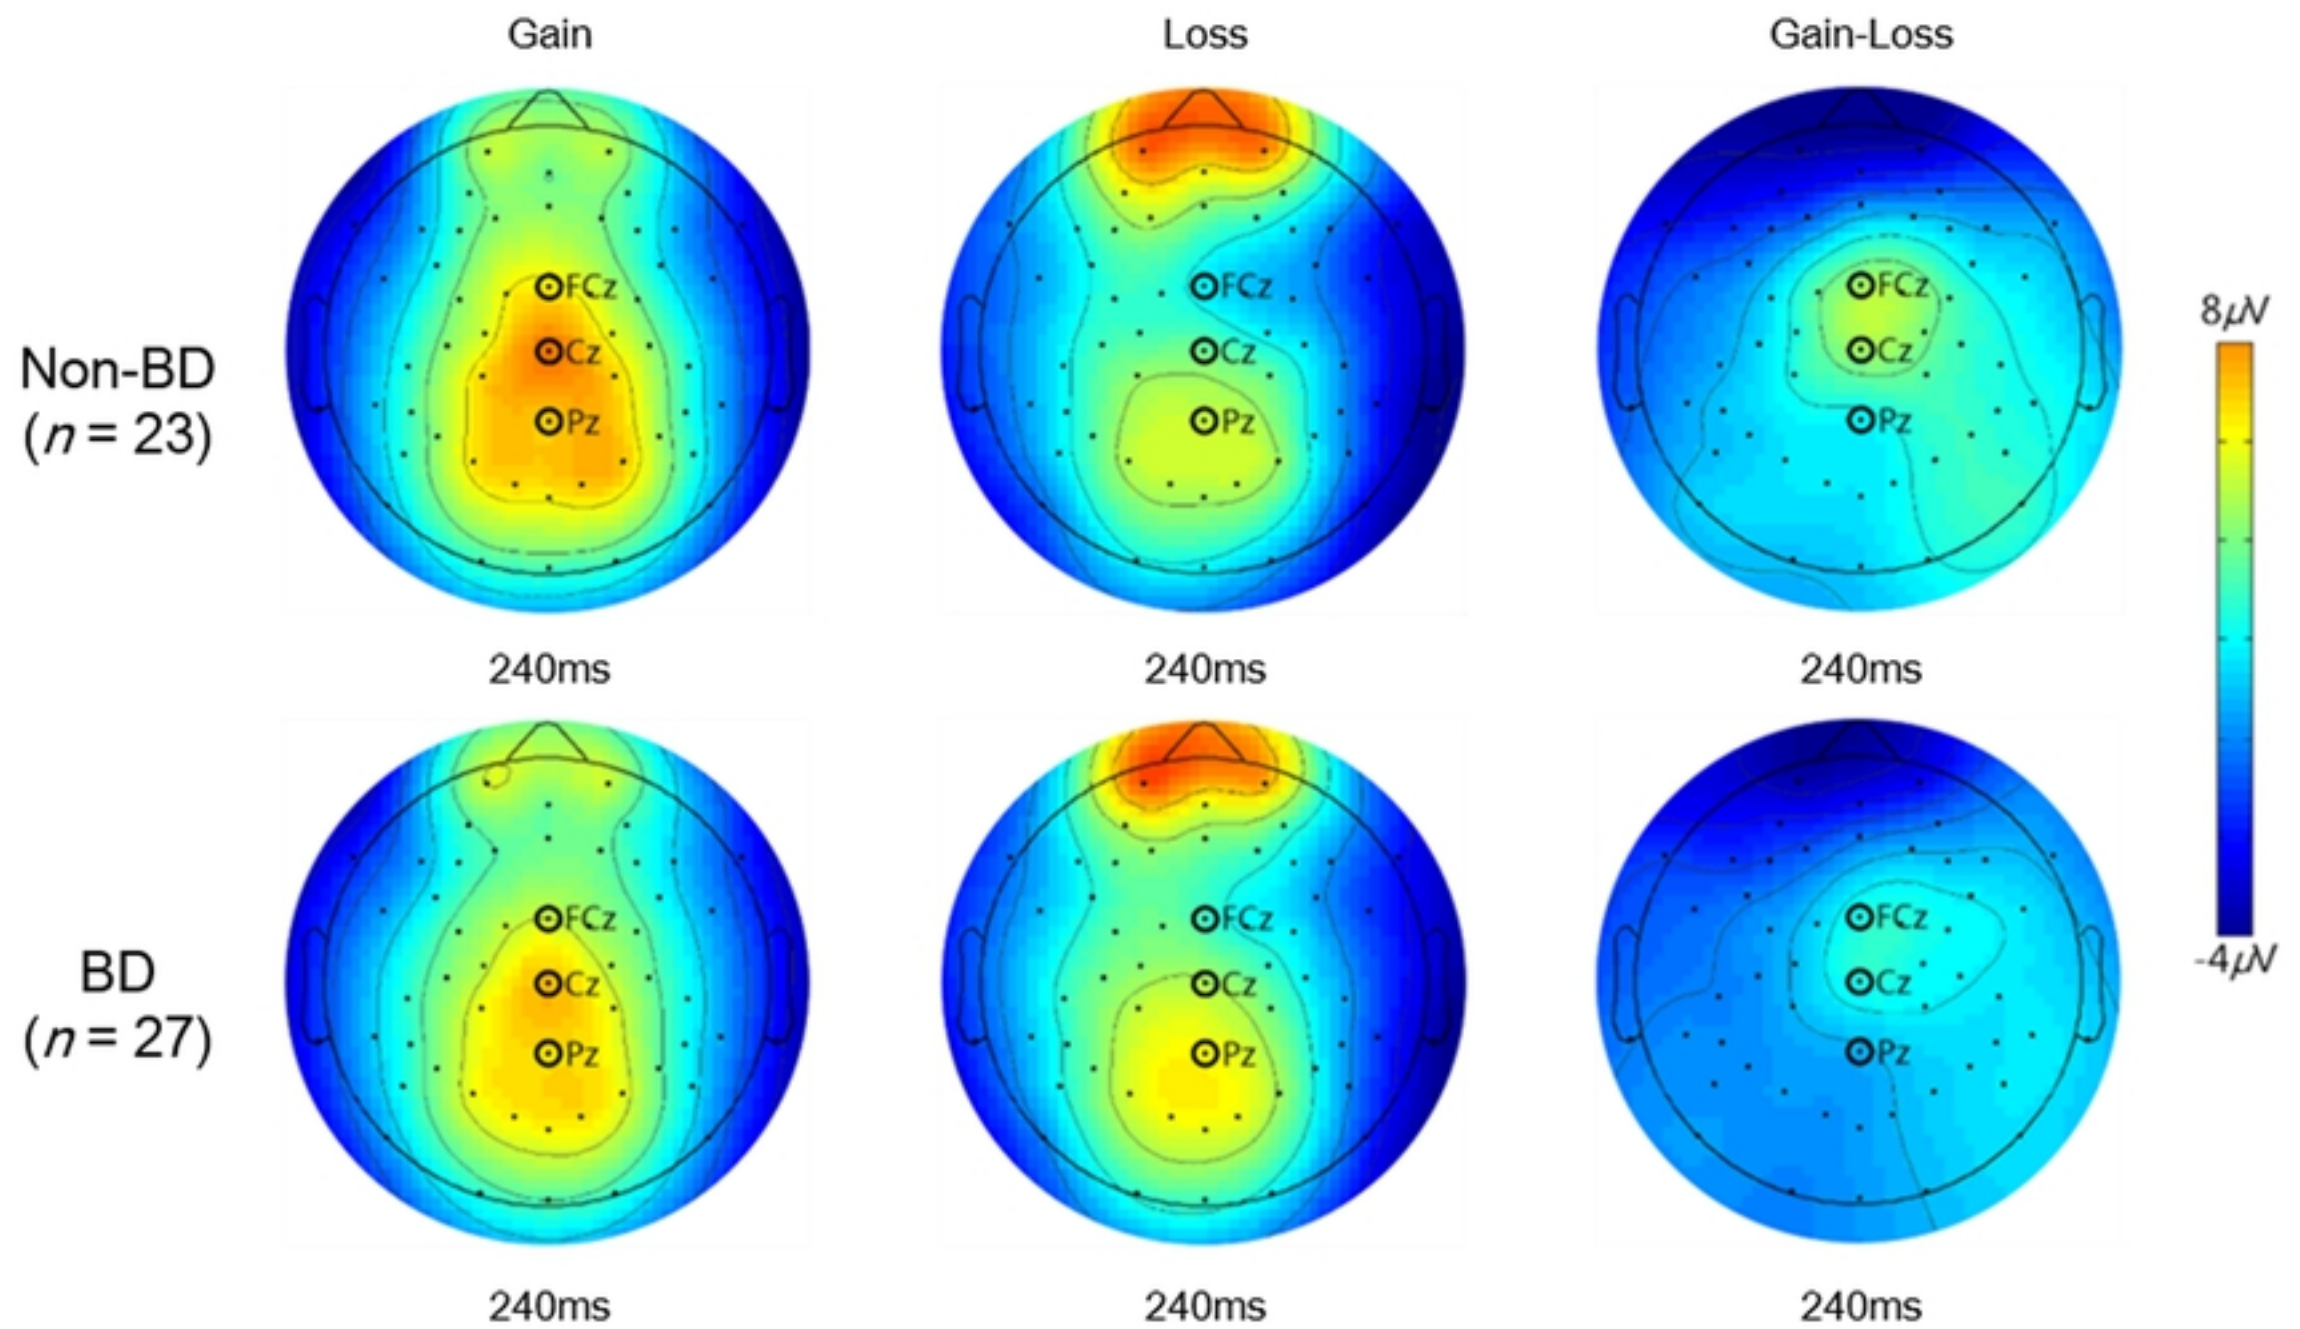 Gain Loss Gain-Loss
Non-BD
(n = 23)
FCz
Cz
Pz
FCz
Cz
Pz
FCz
Cz
Pz
8μV
-4μV
240ms 240ms 240ms
BD
(n = 27)
FCz
Cz
Pz
FCz
Cz
Pz
FCz
Cz
Pz
240ms 240ms 240ms